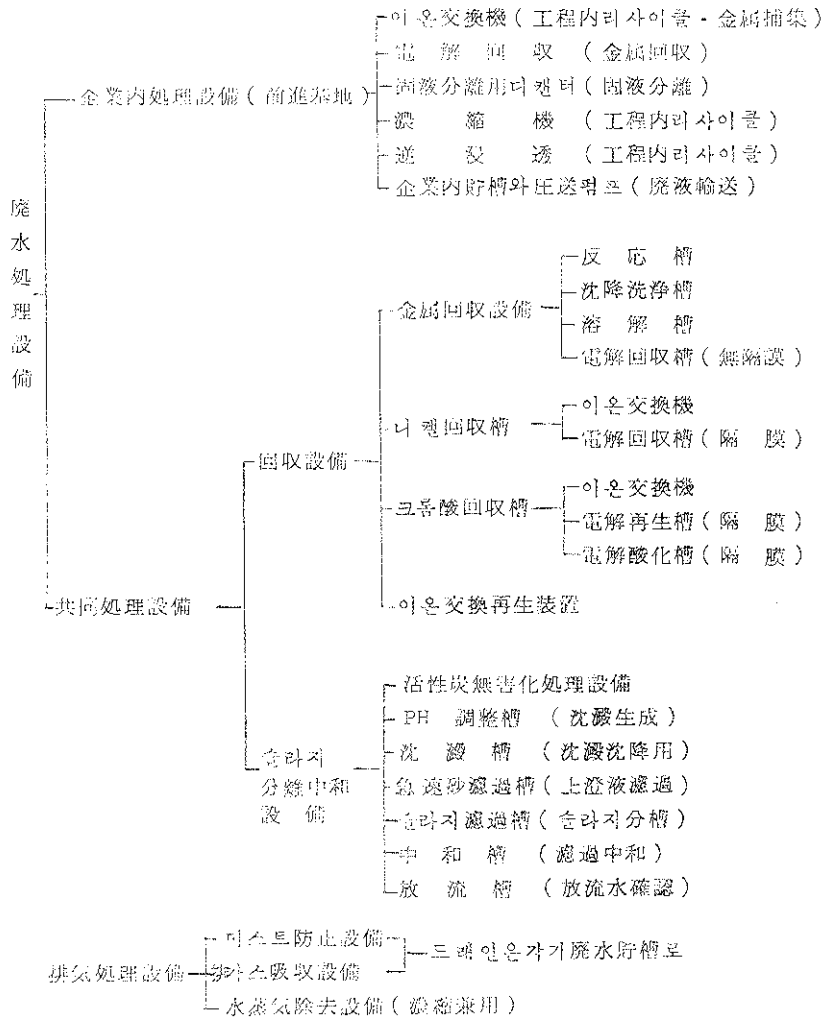 이온交換機 ( 工程内리사이클 · 金属捕集 )
電解回収 ( 金属回収 )
企業内処理設備 ( 前進基地 )
固液分離用디캔터 ( 固液分離 )
濃縮機 ( 工程内리사이클 )
逆浸透 ( 工程内리사이클 )
企業内貯槽와圧送펌프 ( 廃液輸送 )
廃水処理設備
反応槽
金属回収設備
沈降洗浄槽
溶解槽
電解回収槽 ( 無隔膜 )
니켈回収槽
이온交換機
電解回収槽 ( 隔膜 )
回収設備
크롬酸回収槽
이온交換機
電解再生槽 ( 隔膜 )
電解酸化槽 ( 隔膜 )
共同処理設備
이온交換再生装置
活性炭無害化処理設備
PH 調整槽 ( 沈澱生成 )
沈澱槽 ( 沈澱沈降用 )
슬라지
分離中和
設備
急速砂濾過槽 ( 上澄液濾過 )
슬라지濾過槽 ( 슬라지分槽 )
中和槽 ( 濾過中和 )
放流槽 ( 放流水確認 )
排気処理設備
미스트防止設備
가스吸収設備
드레인은각기廃水貯槽로
水蒸気除去設備 ( 濃縮兼用 )